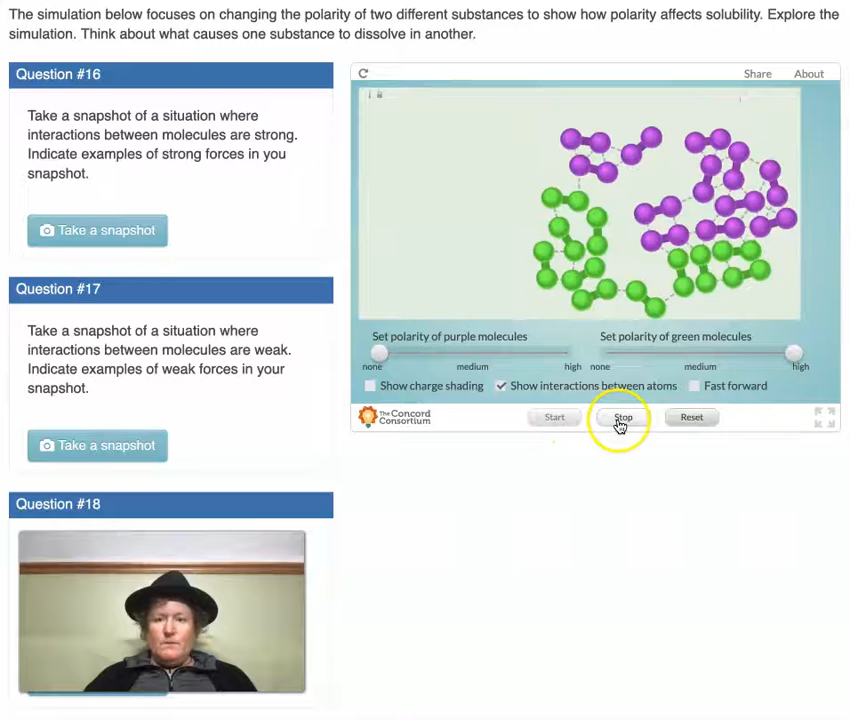 The simulation below focuses on changing the polarity of two different substances to show how polarity affects solubility. Explore the
simulation. Think about what causes one substance to dissolve in another.
Question #16
Take a snapshot of a situation where
interactions between molecules are strong.
Indicate examples of strong forces in you
snapshot.
Take a snapshot
Question #17
Take a snapshot of a situation where
interactions between molecules are weak.
Indicate examples of weak forces in your
snapshot.
Take a snapshot
Question #18
Share About
Set polarity of purple molecules
none medium high
Set polarity of green molecules
none medium high
Show charge shading Show interactions between atoms Fast forward
The Concord
Consortium
Start Stop Reset